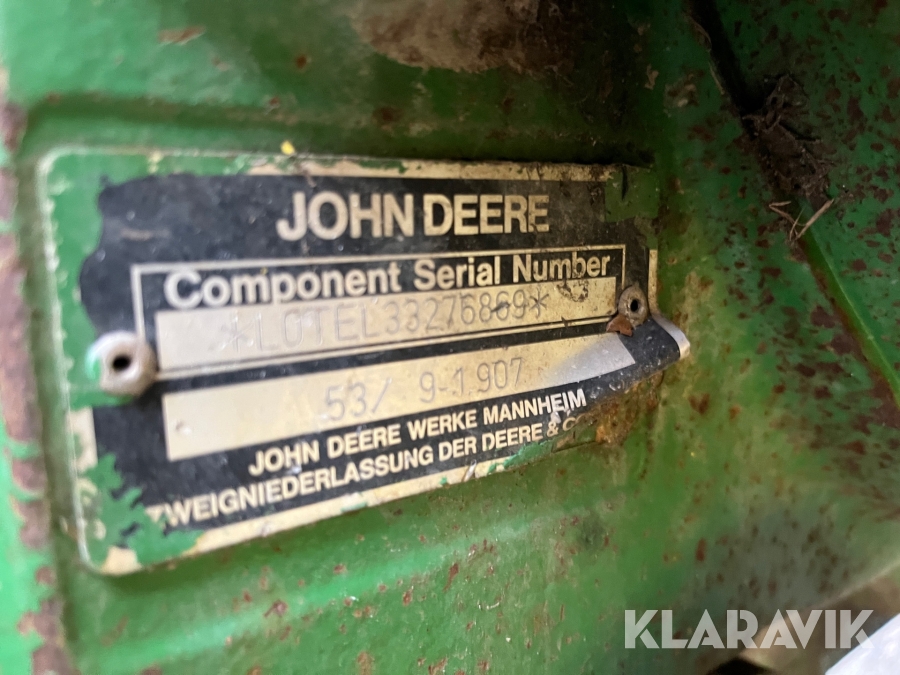 JOHN DEERE
Component Serial Number
*L0TEL33276869*
53/ 9-1.907
JOHN DEERE WERKE MANNHEIM
ZWEIGNIEDERLASSUNG DER DEERE &
KLARAVIK